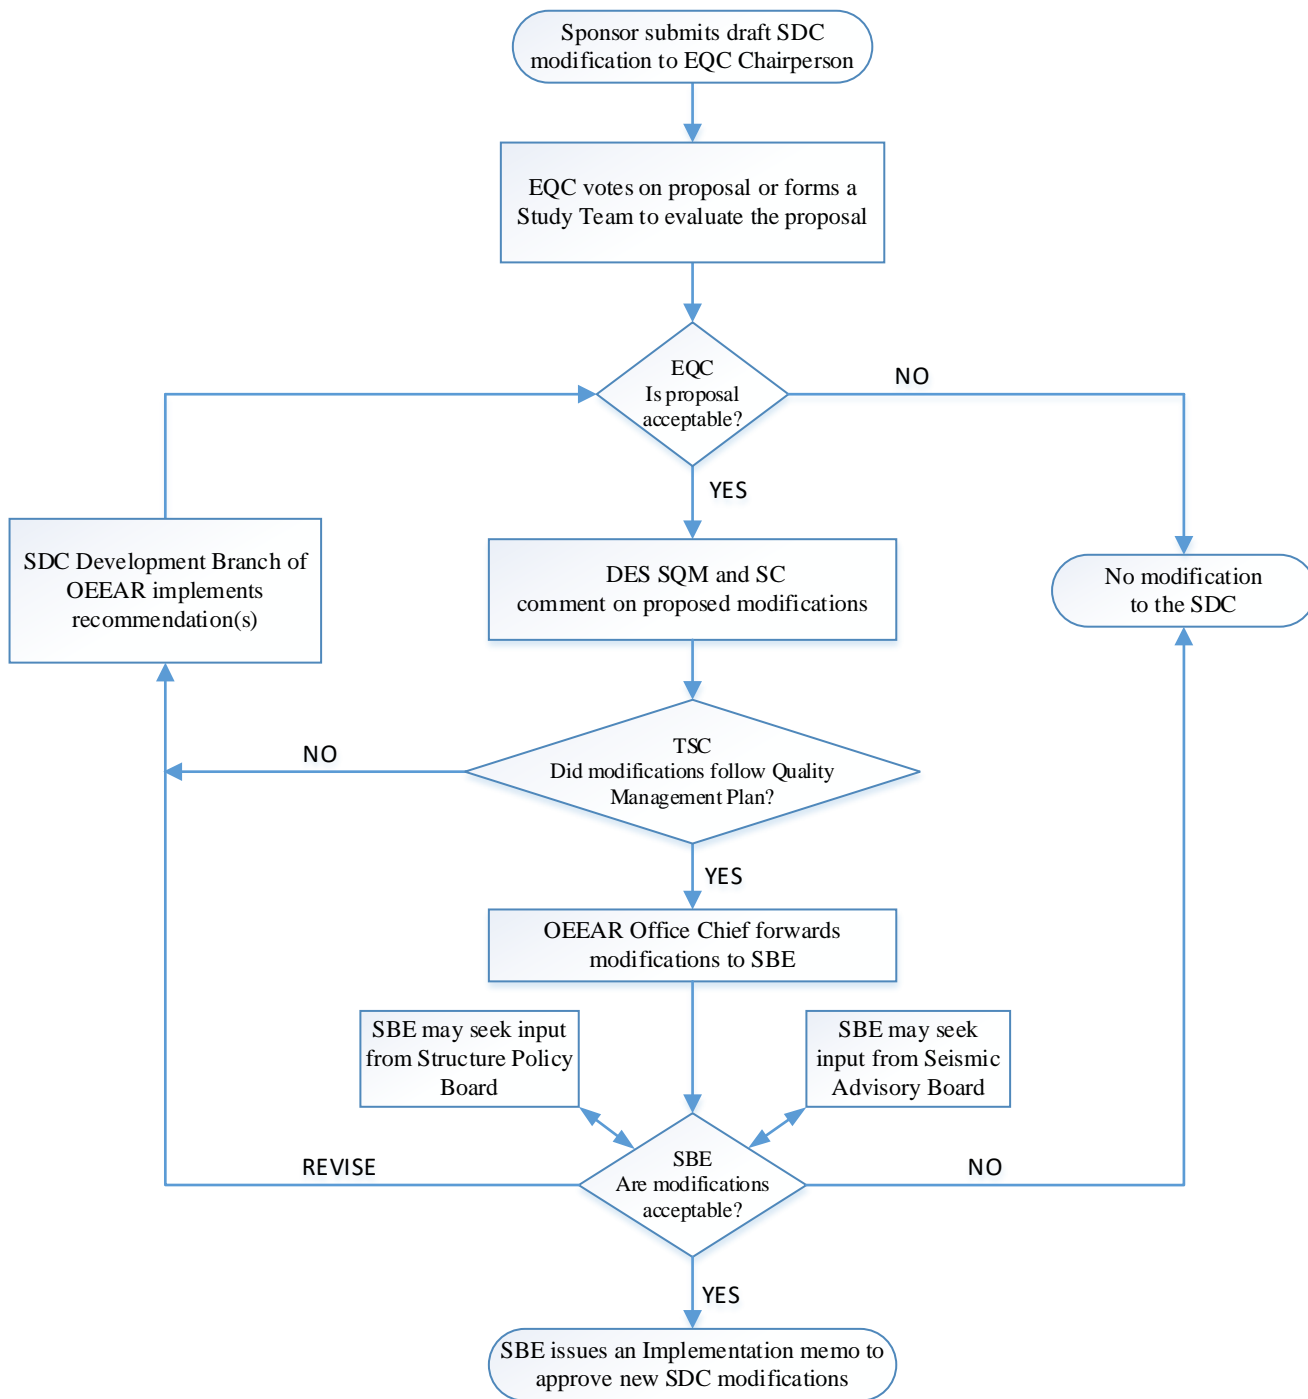 Sponsor submits draft SDC
modification to EQC Chairperson
EQC votes on proposal or forms a
Study Team to evaluate the proposal
EQC
Is proposal
acceptable?
NO
YES
SDC Development Branch of
OEEAR implements
recommendation(s)
DES SQM and SC
comment on proposed modifications
No modification
to the SDC
TSC
Did modifications follow Quality
Management Plan?
NO
YES
OEEAR Office Chief forwards
modifications to SBE
SBE may seek input
from Structure Policy
Board
SBE may seek
input from Seismic
Advisory Board
SBE
Are modifications
acceptable?
REVISE
NO
YES
SBE issues an Implementation memo to
approve new SDC modifications